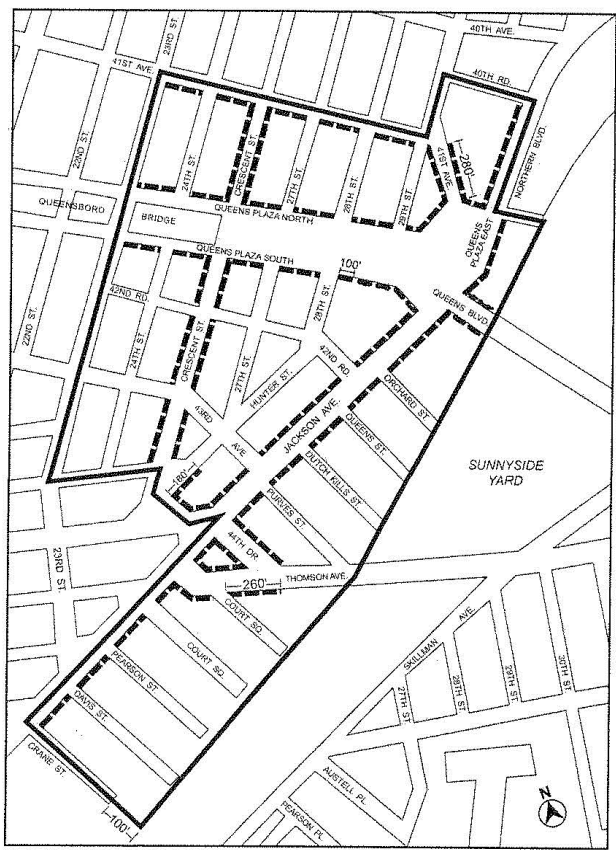 40TH AVE.
23RD ST.
41ST AVE.
40TH RD.
NORTHERN BLVD.
22ND ST.
24TH ST.
CRESCENT ST.
27TH ST.
28TH ST.
29TH ST.
41ST AVE.
280'
QUEENSBORO
BRIDGE
QUEENS PLAZA NORTH
QUEENS PLAZA EAST
QUEENS PLAZA SOUTH
100'
QUEENS BLVD.
42ND RD.
22ND ST.
24TH ST.
CRESCENT ST.
27TH ST.
28TH ST.
42ND RD.
HUNTER ST.
43RD AVE
JACKSON AVE.
ORCHARD ST.
QUEENS ST.
DUTCH KILLS ST.
PURVES ST.
SUNNYSIDE
YARD
160'
44TH DR.
23RD ST.
260'
THOMSON AVE.
COURT SQ.
COURT SQ.
PEARSON ST.
DAVIS ST.
CRANE ST.
100'
SKILLMAN AVE.
27TH ST.
28TH ST.
29TH ST.
30TH ST.
AUSTELL PL.
PEARSON PL.
N